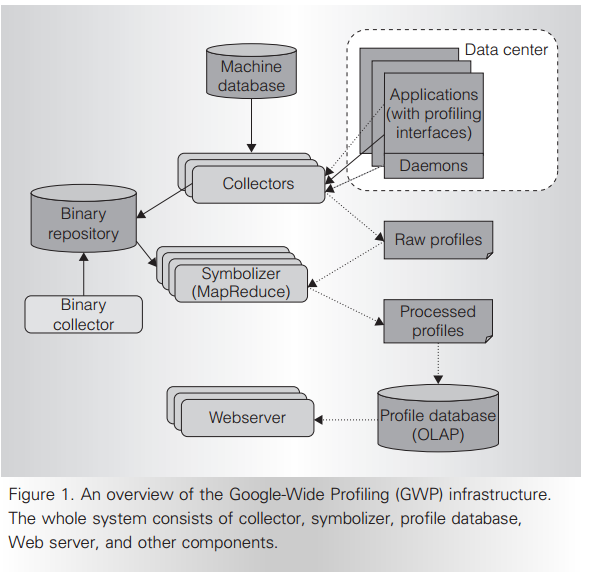 Machine
database
Data center
Applications
(with profiling
interfaces)
Daemons
Collectors
Binary
repository
Raw profiles
Symbolizer
(MapReduce)
Binary
collector
Processed
profiles
Webserver
Profile database
(OLAP)
Figure 1. An overview of the Google-Wide Profiling (GWP) infrastructure.
The whole system consists of collector, symbolizer, profile database,
Web server, and other components.